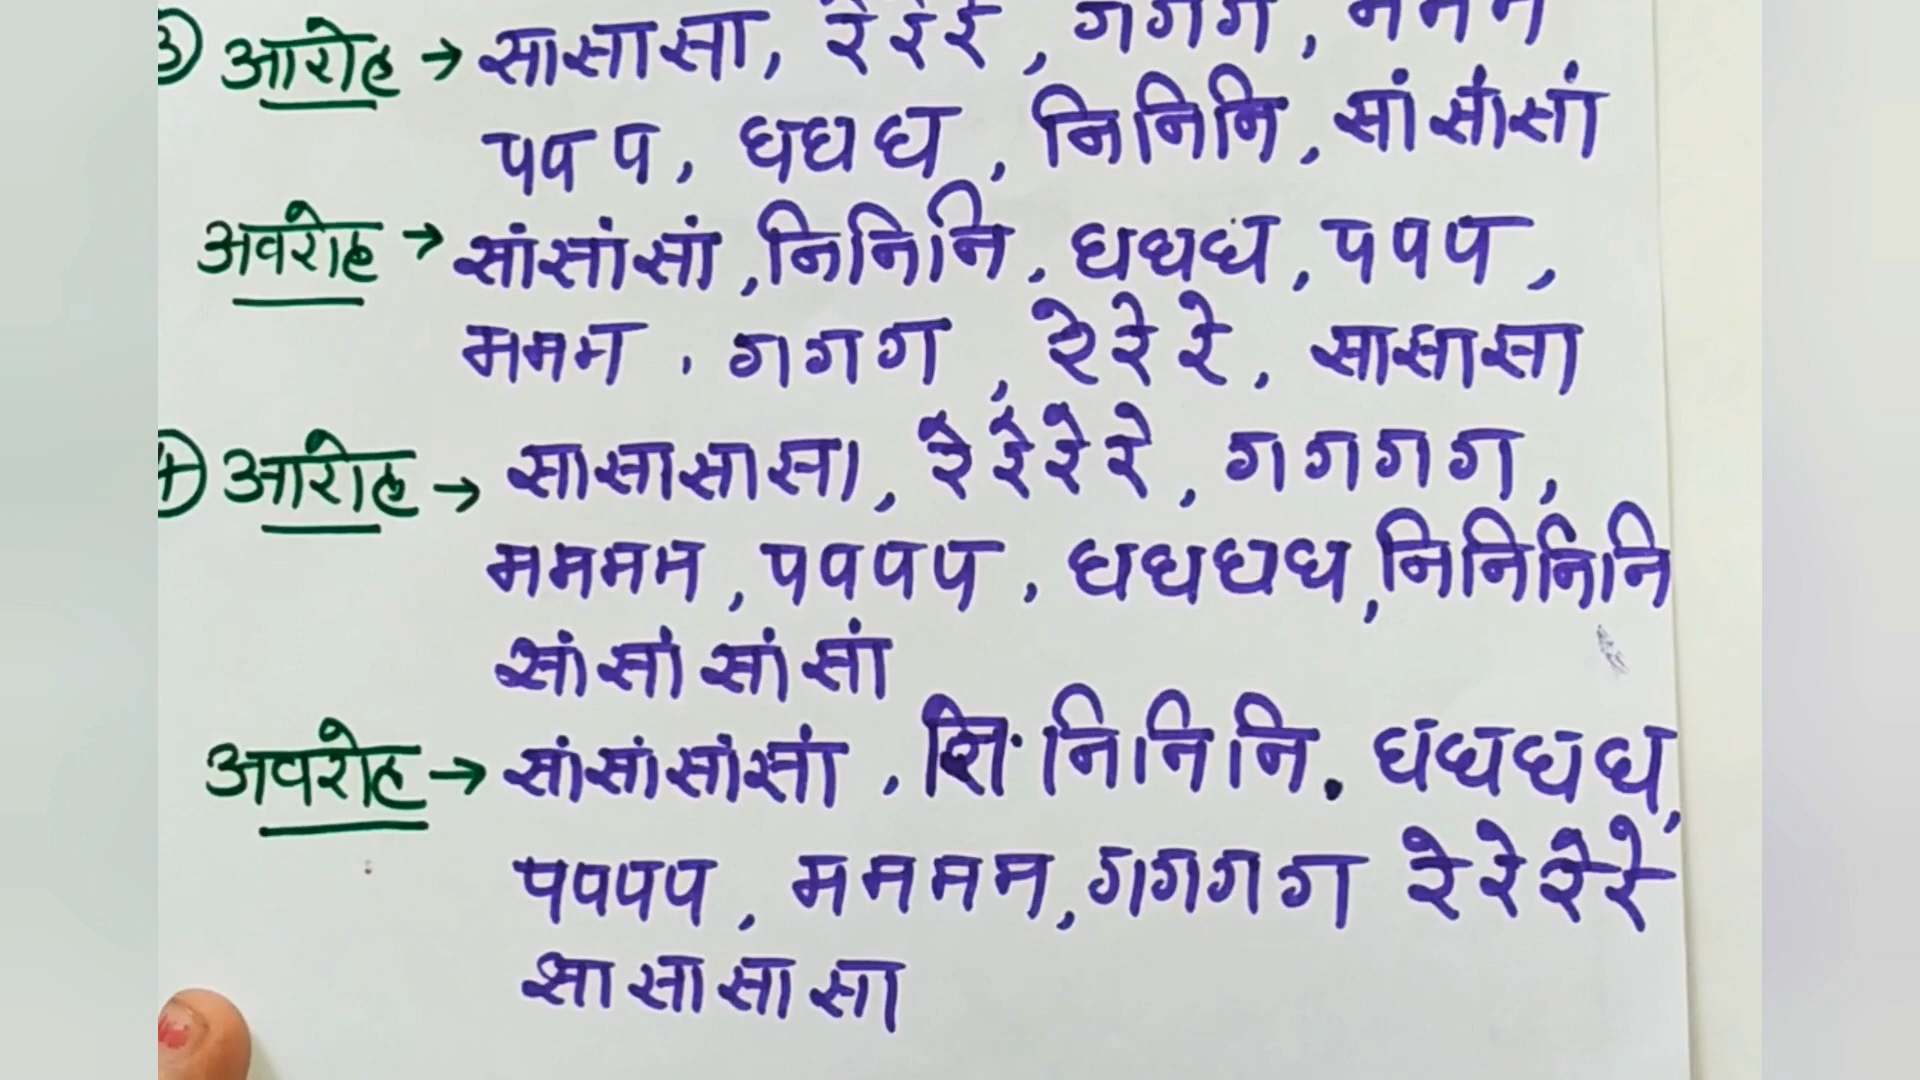 ③ आरोह → सासासा, रेरेरे, गगग, ममम
पपप, धधध, निनिनि, सांसांसां
अवरोह → सांसांसां, निनिनि, धधध, पपप,
ममम, गगग, रेरेरे, सासासा
④ आरोह → सासासासा, रेरेरेरे, गगगग,
मममम, पपपप, धधधध, निनिनिनि
सांसांसांसां
अवरोह → सांसांसांसां, नि निनिनि, धधधध,
पपपप, मममम, गगगग रेरेरेरे
सासासासा